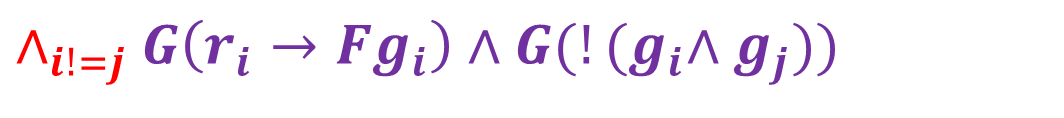 ∧i!=j G(ri → Fgi) ∧ G(! (gi∧ gj))